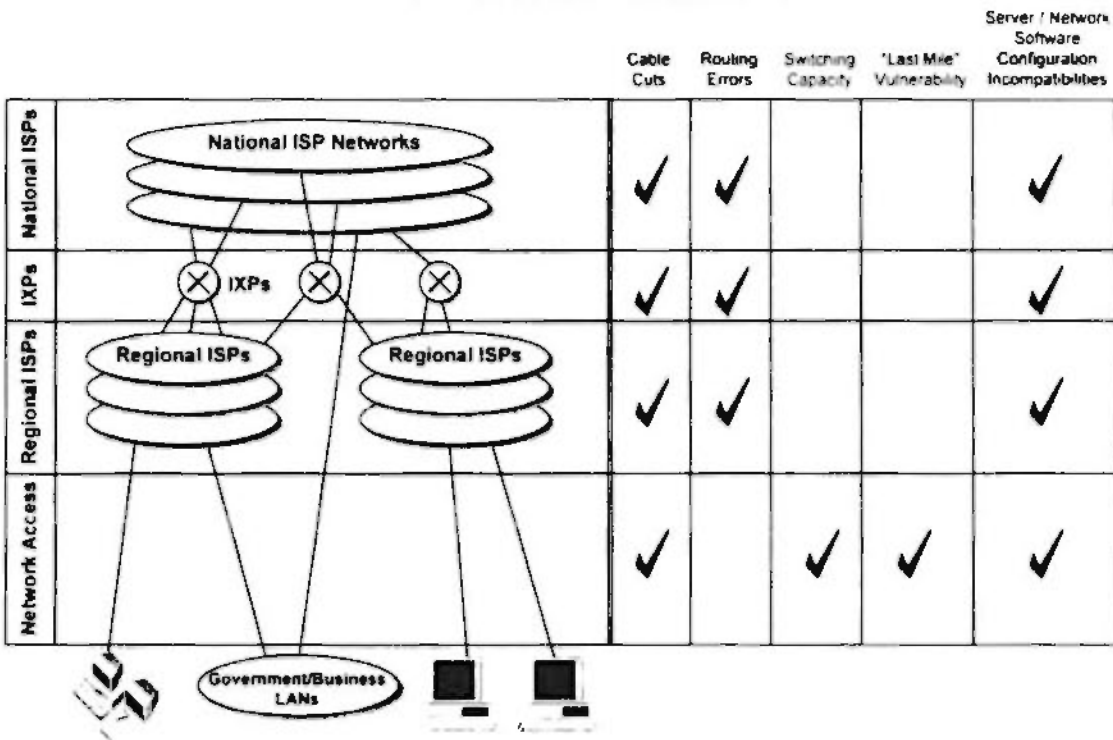 Server / Network
Software
Cable Routing Switching "Last Mile" Configuration
Cuts Errors Capacity Vulnerability Incompatibilities
National ISPs
National ISP Networks
IXPs
IXPs
Regional ISPs
Regional ISPs
Regional ISPs
Network Access
Government/Business
LANs